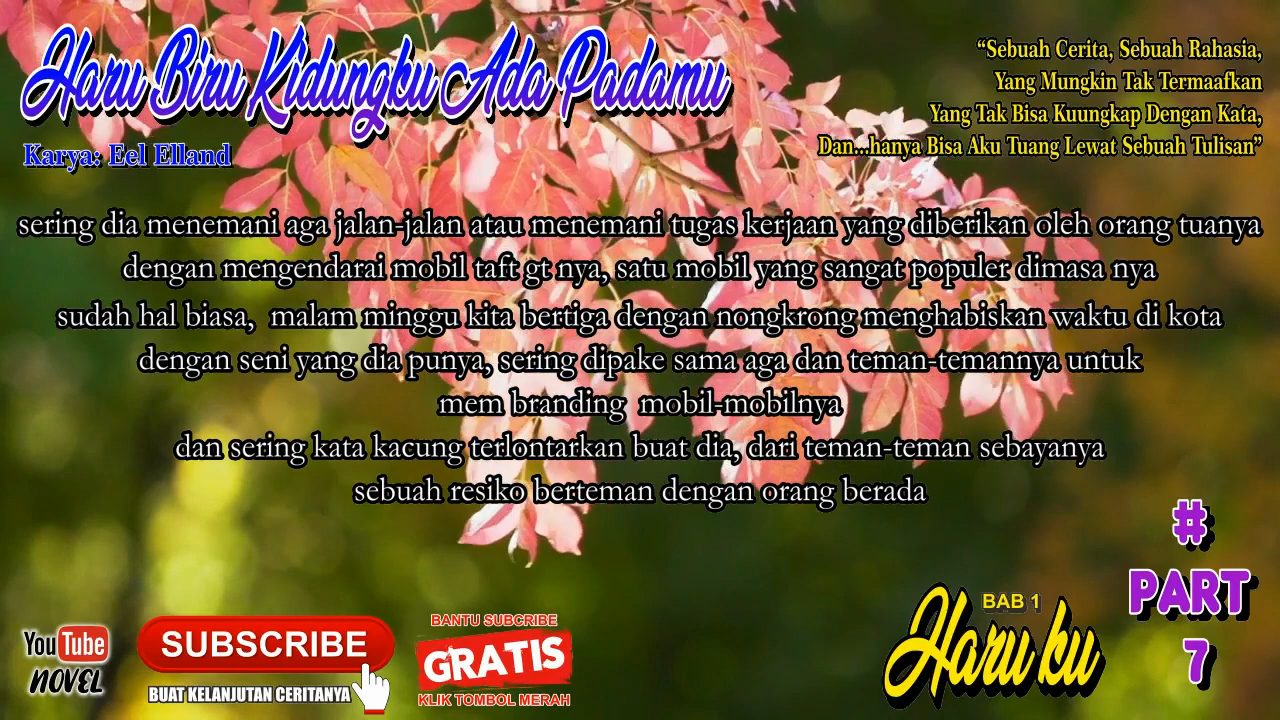 Haru Biru Kidungku Ada Padamu
Karya: Eel Elland
“Sebuah Cerita, Sebuah Rahasia,
Yang Mungkin Tak Termaafkan
Yang Tak Bisa Kuungkap Dengan Kata,
Dan...hanya Bisa Aku Tuang Lewat Sebuah Tulisan”
sering dia menemani aga jalan-jalan atau menemani tugas kerjaan yang diberikan oleh orang tuanya
dengan mengendarai mobil taft gt nya, satu mobil yang sangat populer dimasa nya
sudah hal biasa, malam minggu kita bertiga dengan nongkrong menghabiskan waktu di kota
dengan seni yang dia punya, sering dipake sama aga dan teman-temannya untuk
mem branding mobil-mobilnya
dan sering kata kacung terlontarkan buat dia, dari teman-teman sebayanya
sebuah resiko berteman dengan orang berada
#
PART
7
BAB 1
Haru ku
YouTube
NOVEL
SUBSCRIBE
BUAT KELANJUTAN CERITANYA
BANTU SUBCRIBE
GRATIS
KLIK TOMBOL MERAH